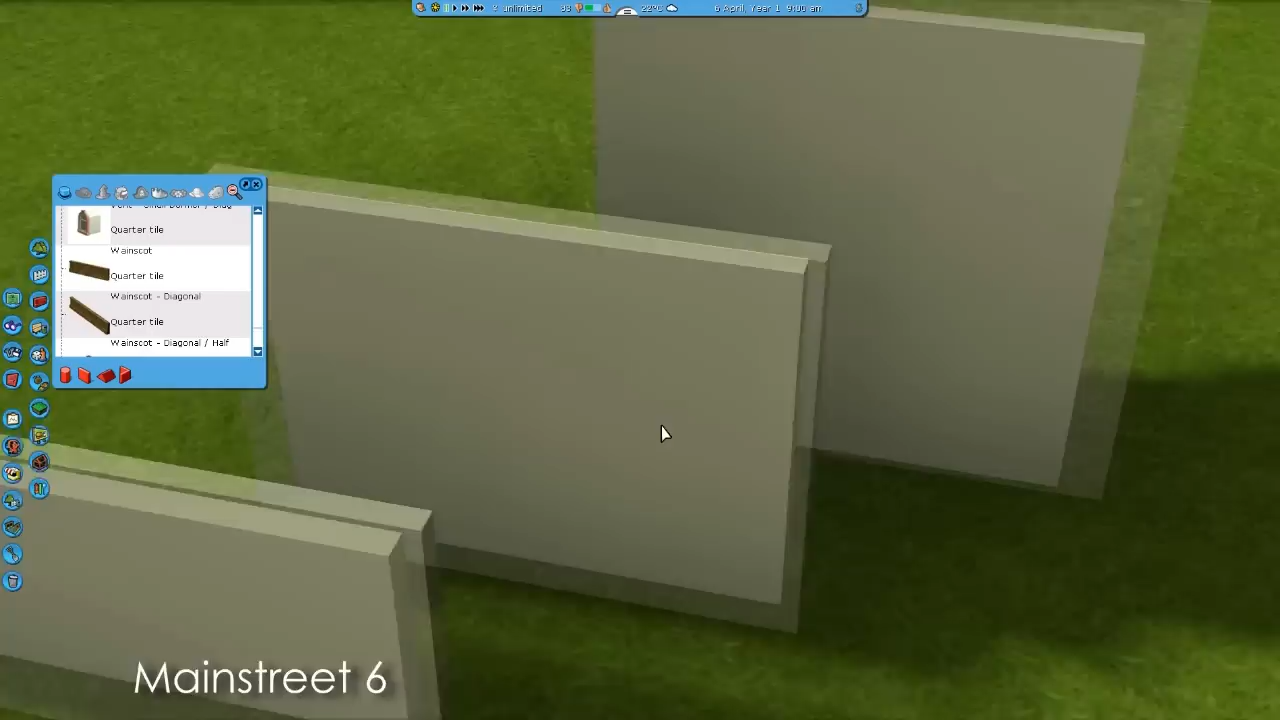 unlimited
22°C
6 April, Year 1 9:00 am
Quarter tile
Wainscot
Quarter tile
Wainscot - Diagonal
Quarter tile
Wainscot - Diagonal / Half
Mainstreet 6